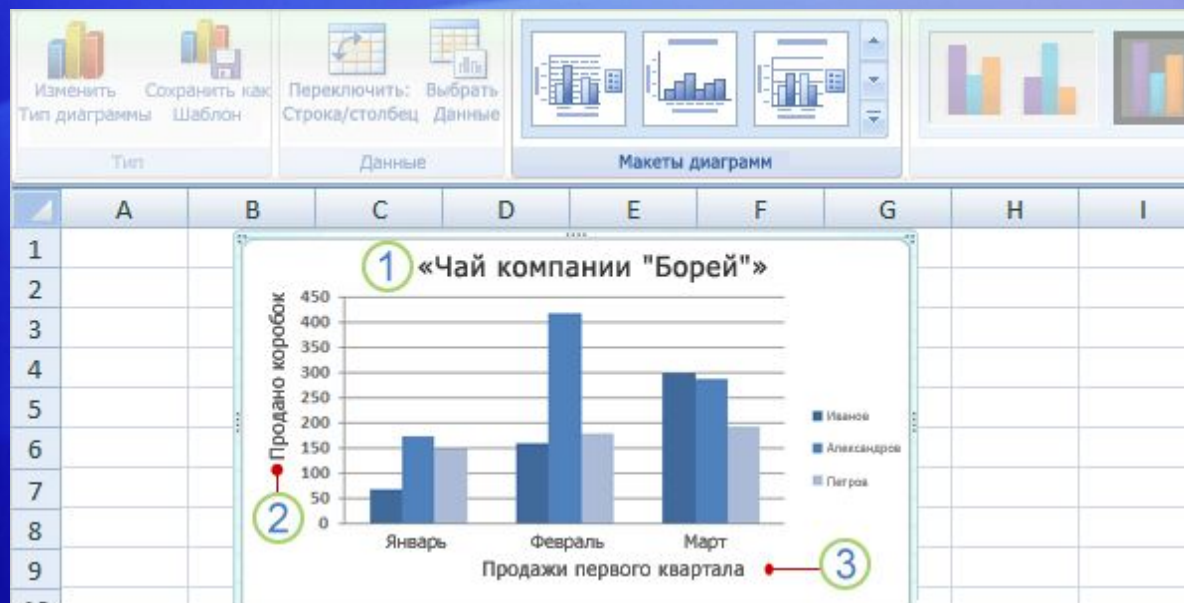 Изменить
Тип диаграммы
Сохранить как
Шаблон
Переключить:
Строка/столбец
Выбрать
Данные
Тип
Данные
Макеты диаграмм
A B C D E F G H I
1
2
3
4
5
6
7
8
9
1 «Чай компании "Борей"»
Продано коробок
2
450
400
350
300
250
200
150
100
50
0
Январь Февраль Март
Продажи первого квартала 3
Иванов
Александров
Петров